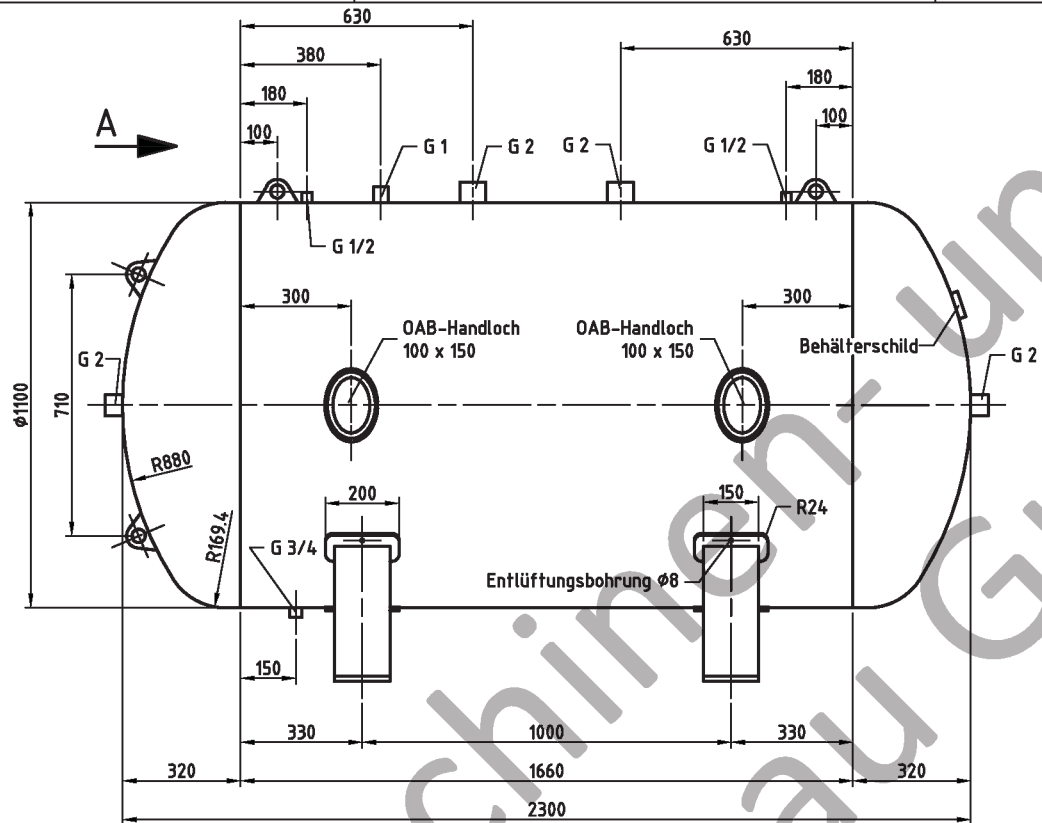 630
630
380
180
180
100
100
A
G 1
G 2
G 2
G 1/2
G 1/2
300
300
OAB-Handloch
100 x 150
OAB-Handloch
100 x 150
Behälterschild
G 2
G 2
ϕ1100
710
R880
200
150
R24
R169.4
G 3/4
Entlüftungsbohrung ϕ8
150
330
1000
330
320
1660
320
2300